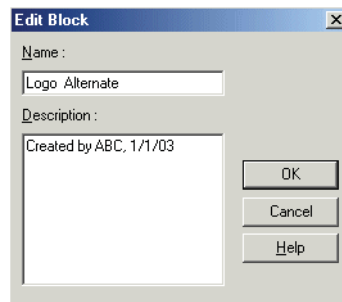 Edit Block
Name :
Logo  Alternate
Description :
Created by ABC, 1/1/03
OK
Cancel
Help